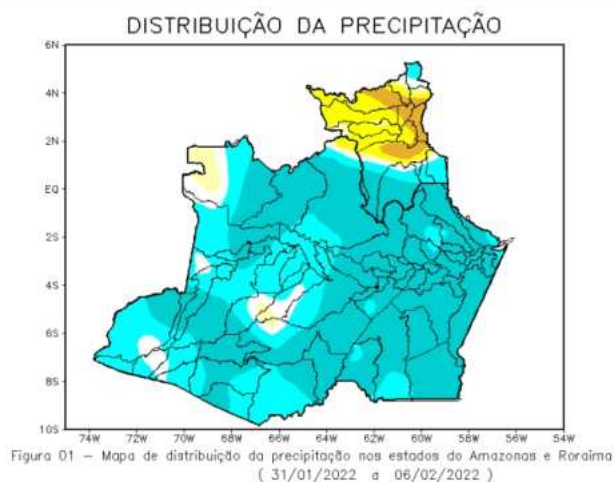 DISTRIBUIÇÃO DA PRECIPITAÇÃO
6N
4N
2N
EQ
2S
4S
6S
8S
10S
74W 72W 70W 68W 66W 64W 62W 60W 58W 56W 54W
Figura 01 – Mapa de distribuição da precipitação nos estados do Amazonas e Roraima
( 31/01/2022 a 06/02/2022 )